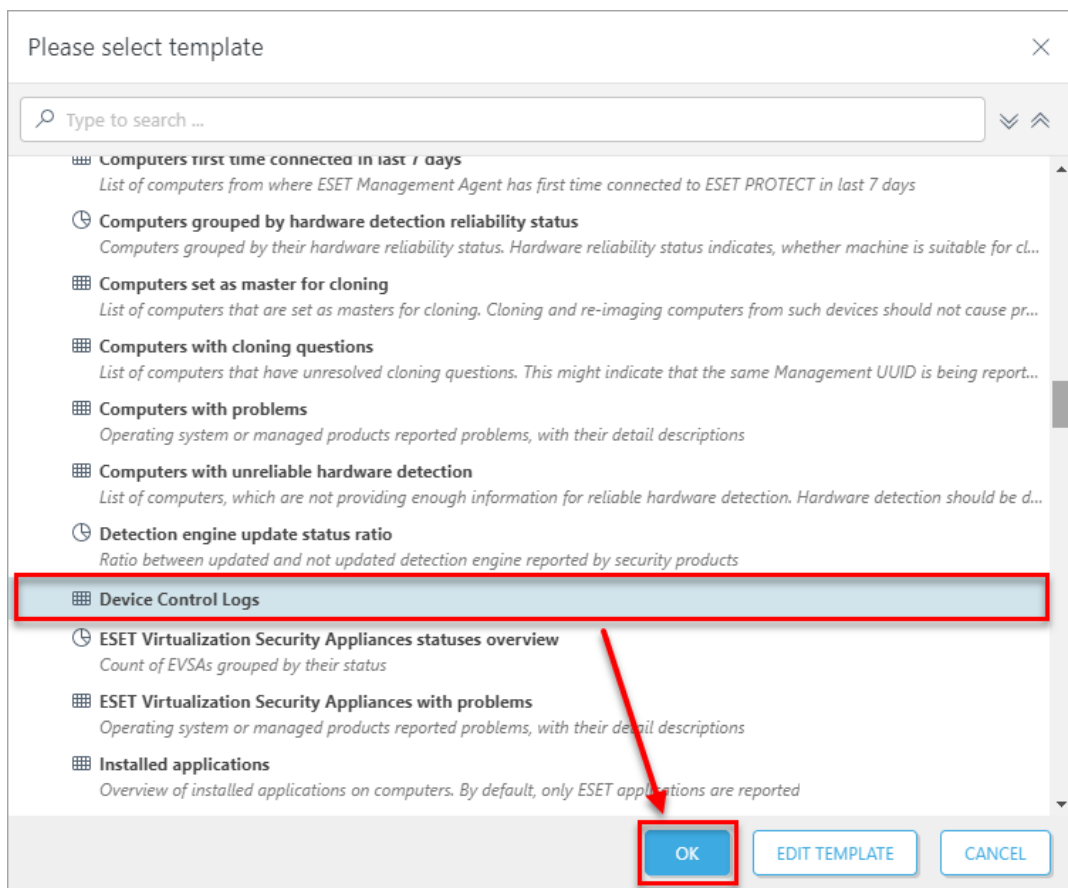 Please select template
Type to search ...
Computers first time connected in last 7 days
List of computers from where ESET Management Agent has first time connected to ESET PROTECT in last 7 days
Computers grouped by hardware detection reliability status
Computers grouped by their hardware reliability status. Hardware reliability status indicates, whether machine is suitable for cl...
Computers set as master for cloning
List of computers that are set as masters for cloning. Cloning and re-imaging computers from such devices should not cause pr...
Computers with cloning questions
List of computers that have unresolved cloning questions. This might indicate that the same Management UUID is being report...
Computers with problems
Operating system or managed products reported problems, with their detail descriptions
Computers with unreliable hardware detection
List of computers, which are not providing enough information for reliable hardware detection. Hardware detection should be d...
Detection engine update status ratio
Ratio between updated and not updated detection engine reported by security products
Device Control Logs
ESET Virtualization Security Appliances statuses overview
Count of EVSAs grouped by their status
ESET Virtualization Security Appliances with problems
Operating system or managed products reported problems, with their detail descriptions
Installed applications
Overview of installed applications on computers. By default, only ESET applications are reported
OK
EDIT TEMPLATE
CANCEL